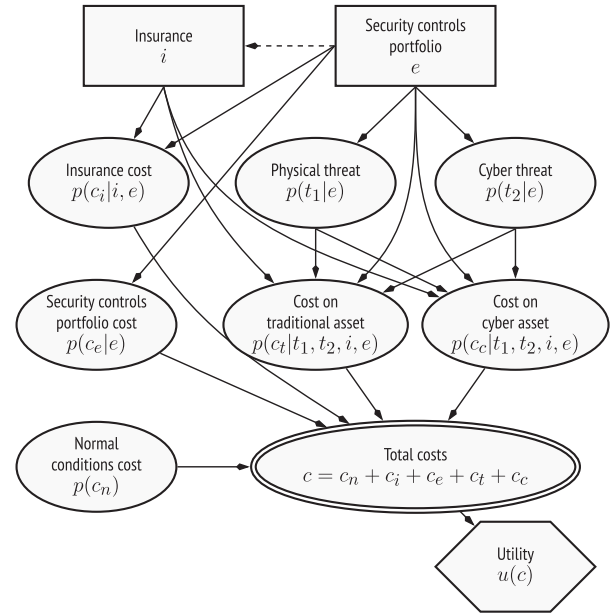 Insurance
i
Security controls
portfolio
e
Insurance cost
p(c_i|i, e)
Physical threat
p(t_1|e)
Cyber threat
p(t_2|e)
Security controls
portfolio cost
p(c_e|e)
Cost on
traditional asset
p(c_t|t_1, t_2, i, e)
Cost on
cyber asset
p(c_c|t_1, t_2, i, e)
Normal
conditions cost
p(c_n)
Total costs
c = c_n + c_i + c_e + c_t + c_c
Utility
u(c)